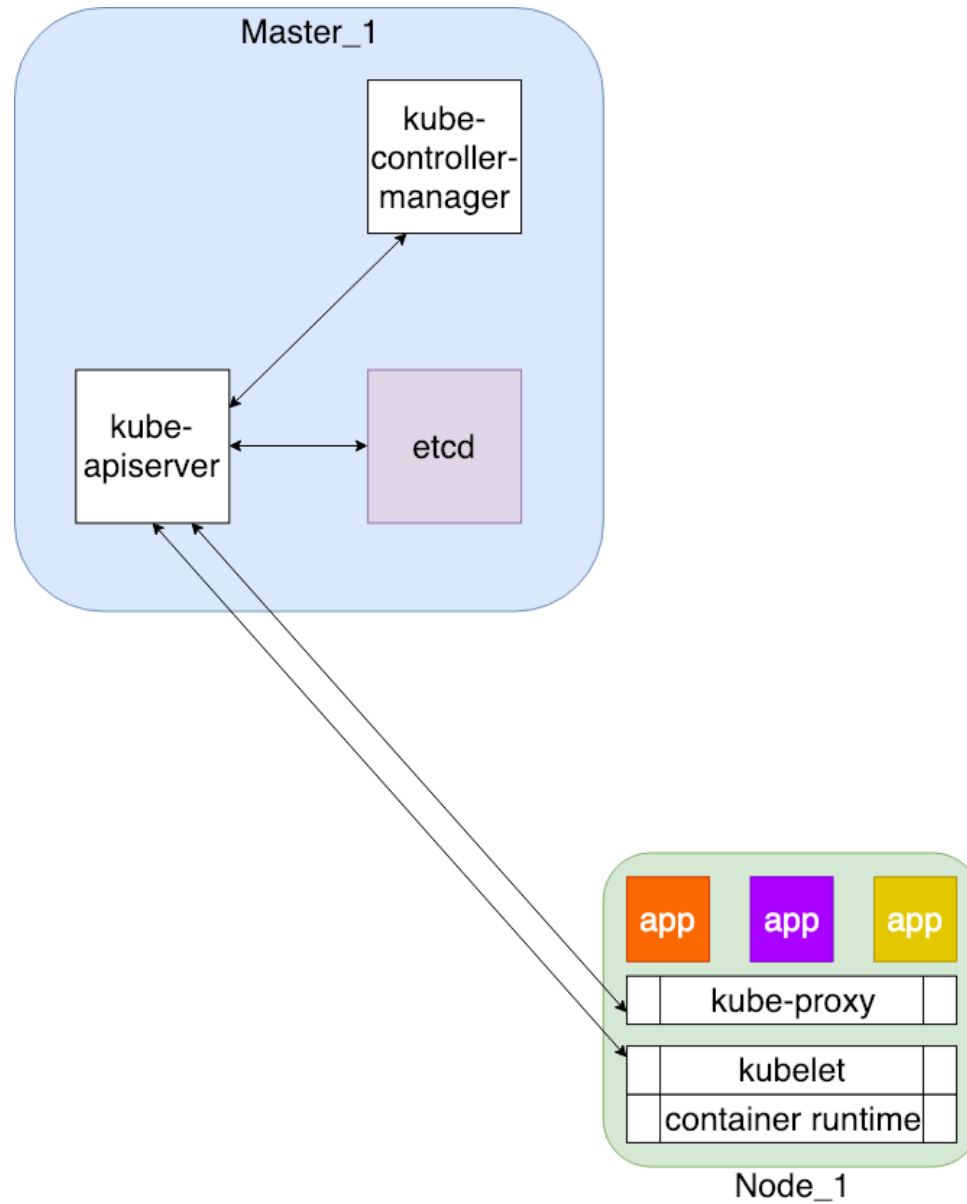 Master_1
kube-
controller-
manager
kube-
apiserver
etcd
app
app
app
kube-proxy
kubelet
container runtime
Node_1